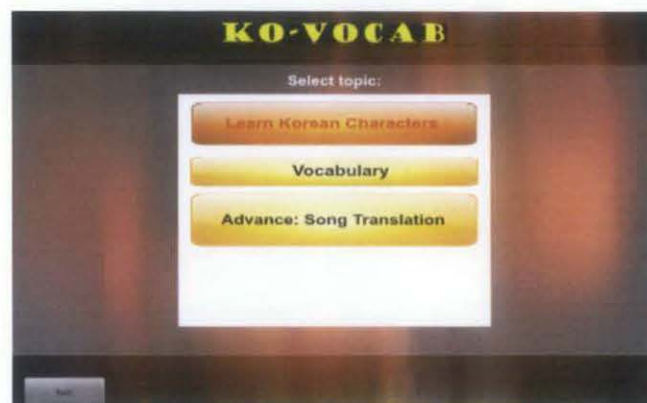 KO-VOCAB
Select topic:
Learn Korean Characters
Vocabulary
Advance: Song Translation